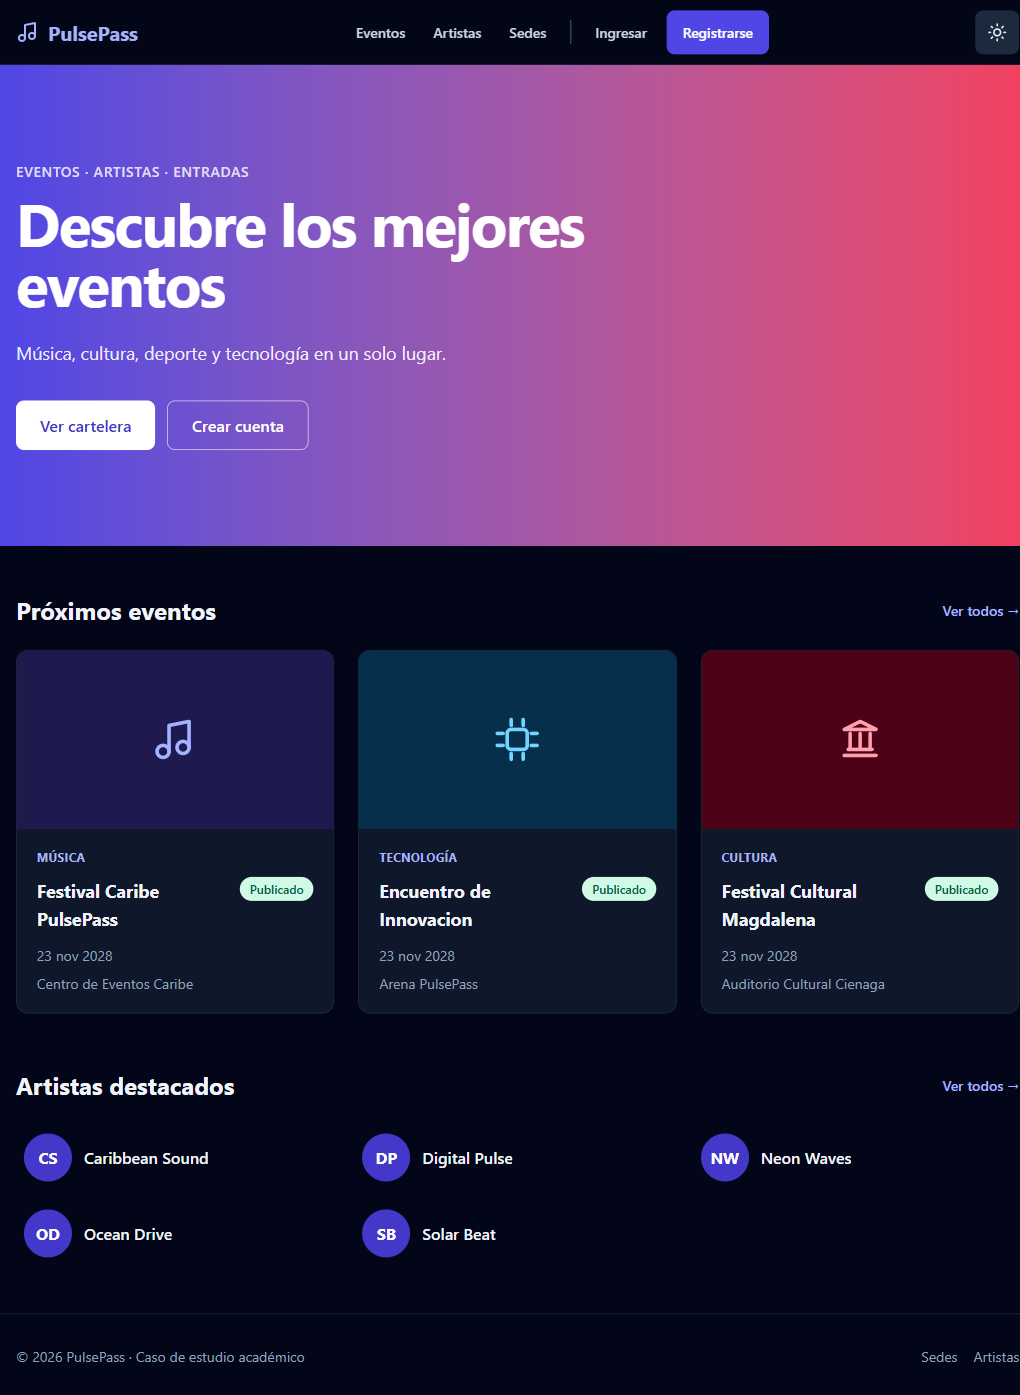 PulsePass
Eventos
Artistas
Sedes
Ingresar
Registrarse
EVENTOS · ARTISTAS · ENTRADAS
Descubre los mejores
eventos
Música, cultura, deporte y tecnología en un solo lugar.
Ver cartelera
Crear cuenta
Próximos eventos
Ver todos →
MÚSICA
Festival Caribe
PulsePass
Publicado
23 nov 2028
Centro de Eventos Caribe
TECNOLOGÍA
Encuentro de
Innovacion
Publicado
23 nov 2028
Arena PulsePass
CULTURA
Festival Cultural
Magdalena
Publicado
23 nov 2028
Auditorio Cultural Cienaga
Artistas destacados
Ver todos →
CS Caribbean Sound
DP Digital Pulse
NW Neon Waves
OD Ocean Drive
SB Solar Beat
© 2026 PulsePass · Caso de estudio académico
Sedes
Artistas